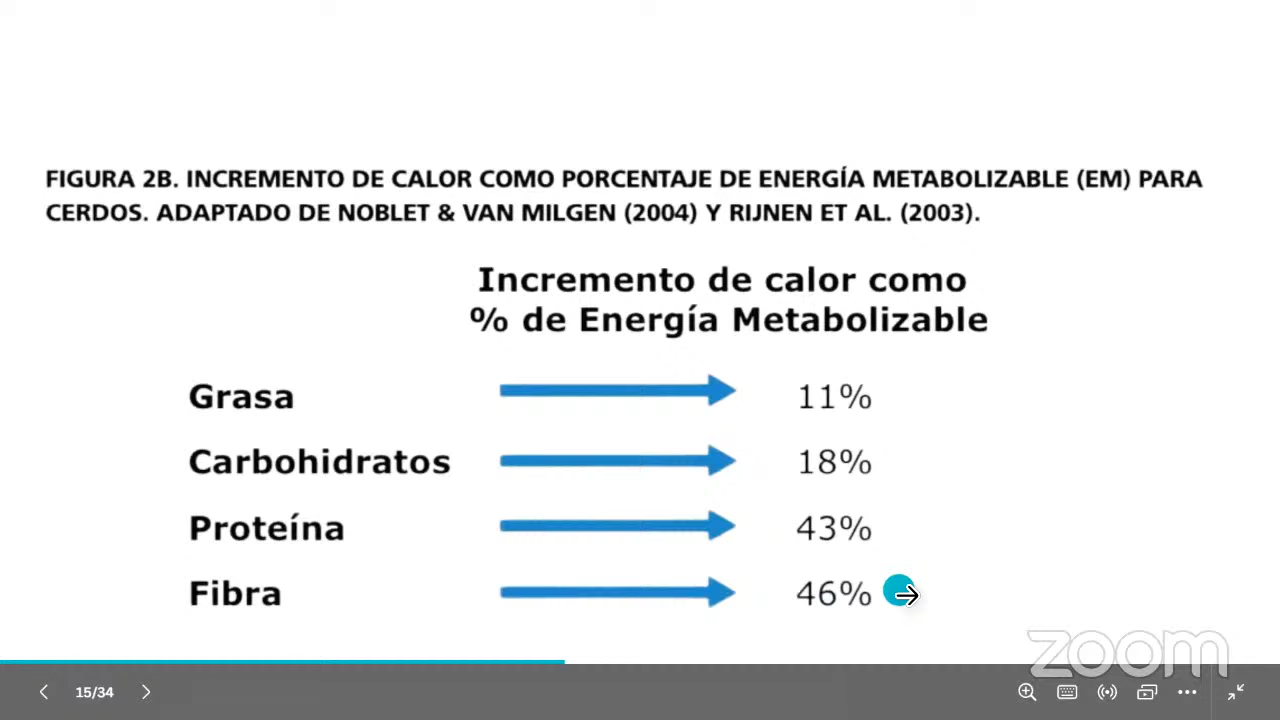 FIGURA 2B. INCREMENTO DE CALOR COMO PORCENTAJE DE ENERGÍA METABOLIZABLE (EM) PARA
CERDOS. ADAPTADO DE NOBLET & VAN MILGEN (2004) Y RIJNEN ET AL. (2003).
Incremento de calor como
% de Energía Metabolizable
Grasa 11%
Carbohidratos 18%
Proteína 43%
Fibra 46%
zoom
15/34